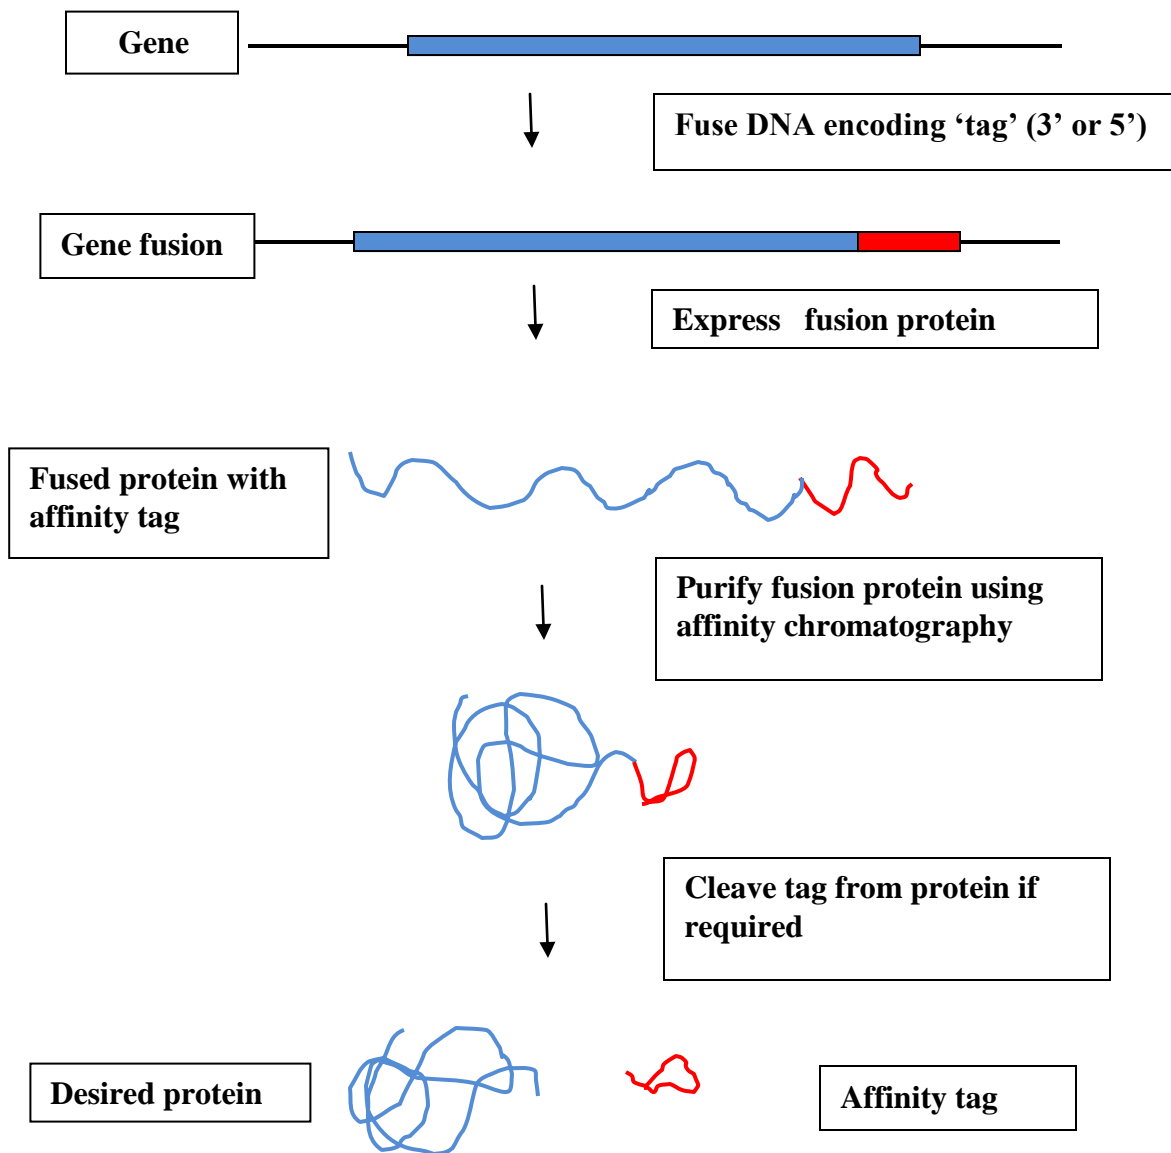 Gene
Fuse DNA encoding ‘tag’ (3’ or 5’)
Gene fusion
Express   fusion protein
Fused protein with
affinity tag
Purify fusion protein using
affinity chromatography
Cleave tag from protein if
required
Desired protein
Affinity tag